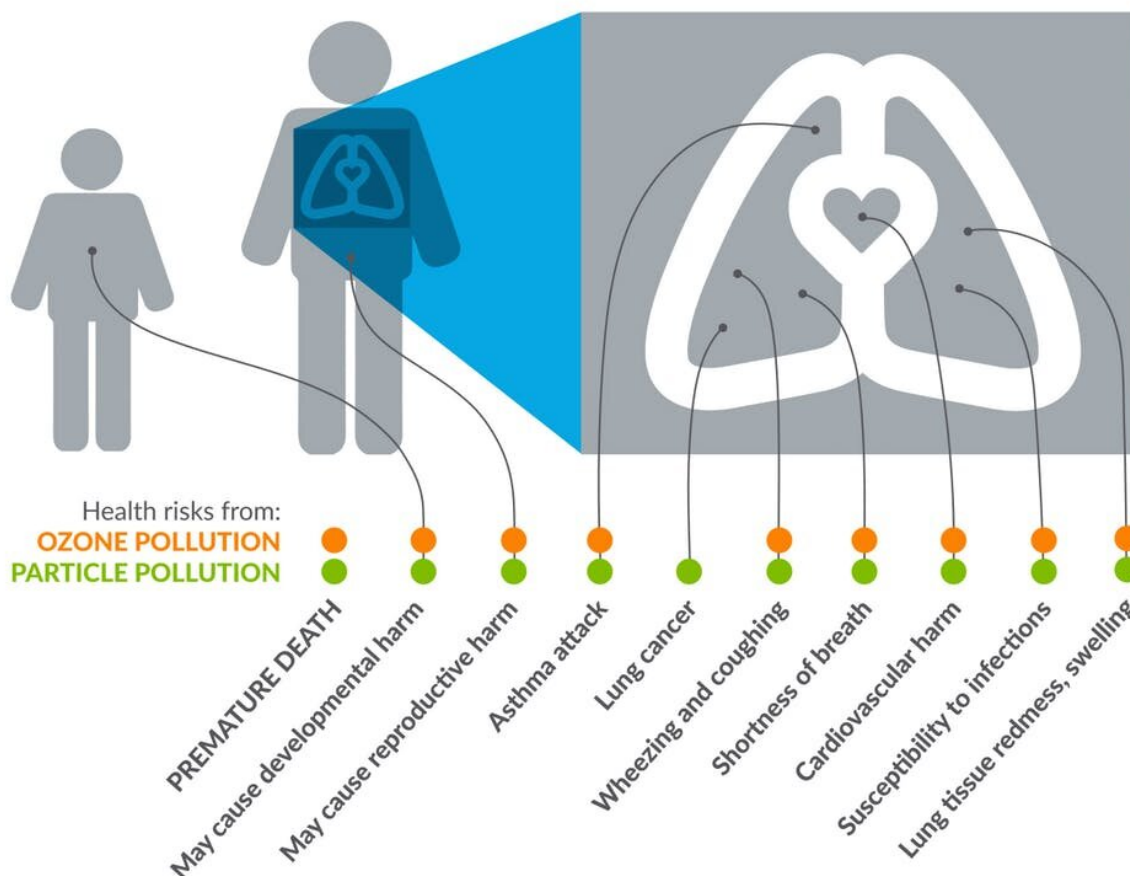 Health risks from:
OZONE POLLUTION
PARTICLE POLLUTION
PREMATURE DEATH
May cause developmental harm
May cause reproductive harm
Asthma attack
Lung cancer
Wheezing and coughing
Shortness of breath
Cardiovascular harm
Susceptibility to infections
Lung tissue redness, swelling